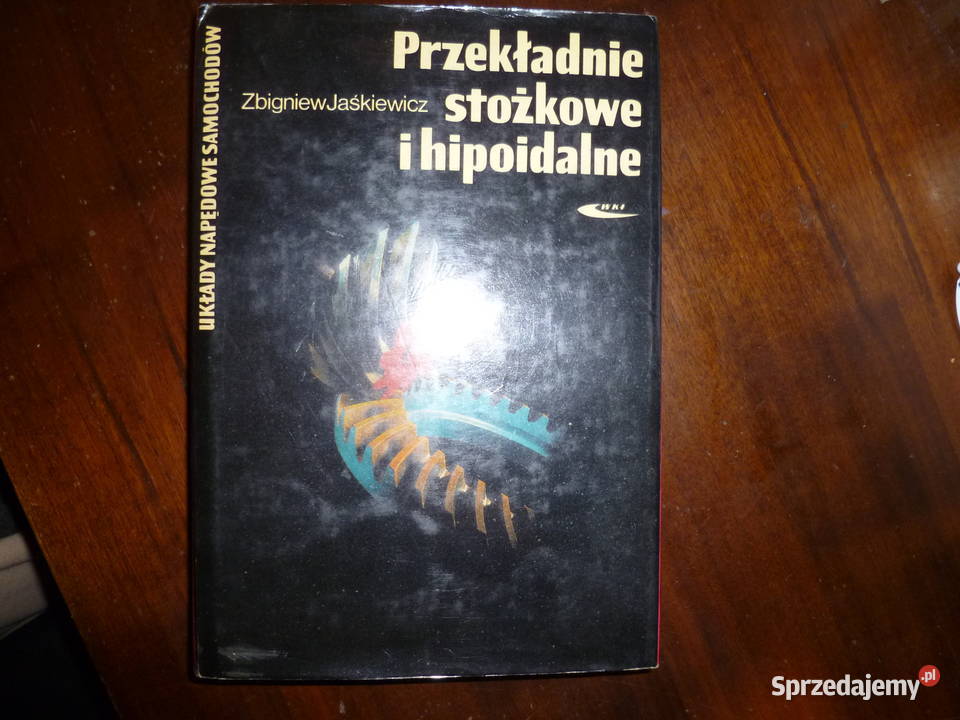 UKŁADY NAPĘDOWE SAMOCHODÓW
Przekładnie
Zbigniew Jaśkiewicz
stożkowe
i hipoidalne
WKŁ
Sprzedajemy.pl